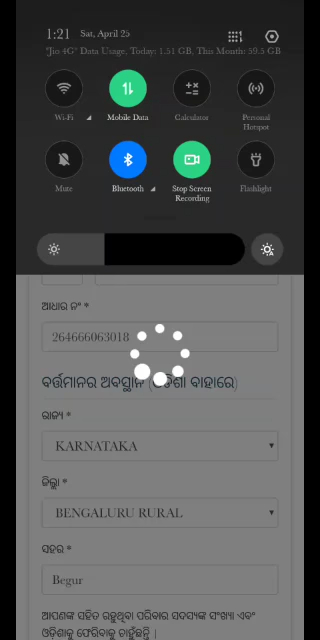 1:21 Sat, April 25
"Jio 4G" Data Usage, Today: 1.51 GB, This Month: 59.5 GB
Wi-Fi
Mobile Data
Calculator
Personal Hotspot
Mute
Bluetooth
Stop Screen Recording
Flashlight
ଆଧାର ନଂ *
264666063018
ବର୍ତ୍ତମାନର ଅବସ୍ଥାନ (ଓଡିଶା ବାହାରେ)
ରାଜ୍ୟ *
KARNATAKA
ଜିଲ୍ଲା *
BENGALURU RURAL
ସହର *
Begur
ଆପଣଙ୍କ ସହିତ ରହୁଥିବା ପରିବାର ସଦସ୍ୟଙ୍କ ସଂଖ୍ୟା ଏବଂ
ଓଡ଼ିଶାକୁ ଫେରିବାକୁ ଚାହୁଁଛନ୍ତି |